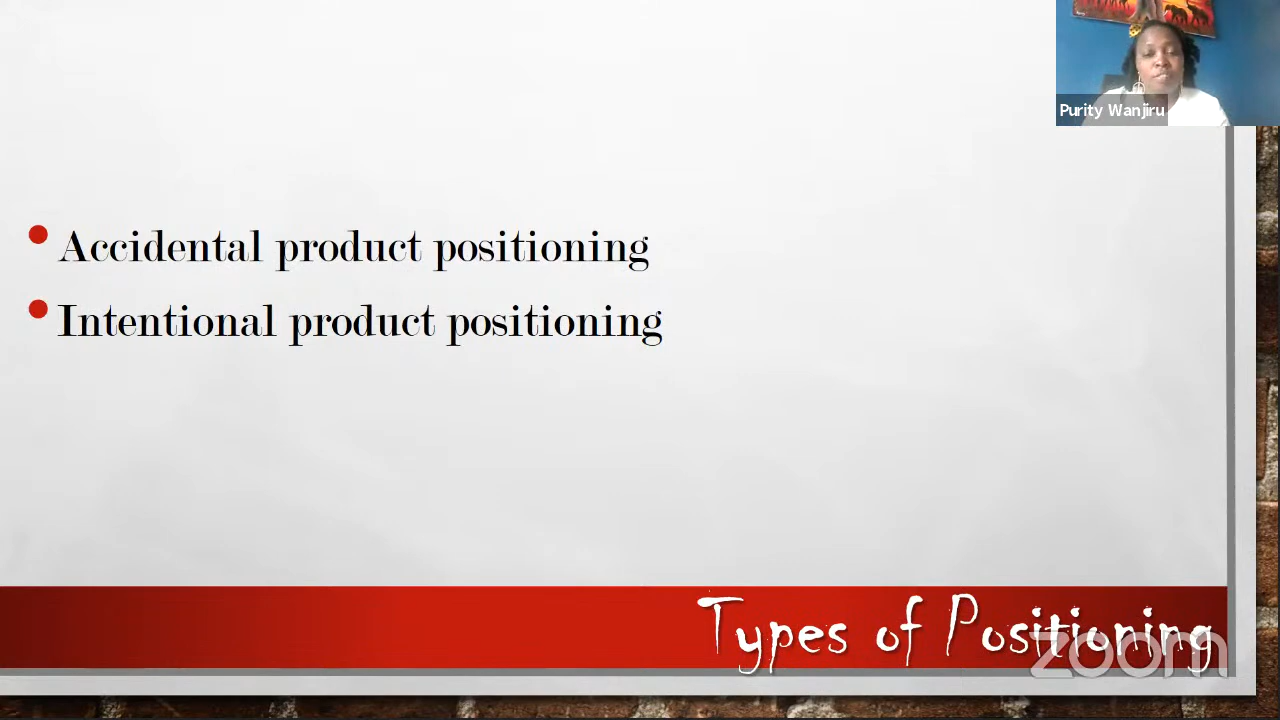 Purity Wanjiru
Accidental product positioning
Intentional product positioning
Types of Positioning
zoom